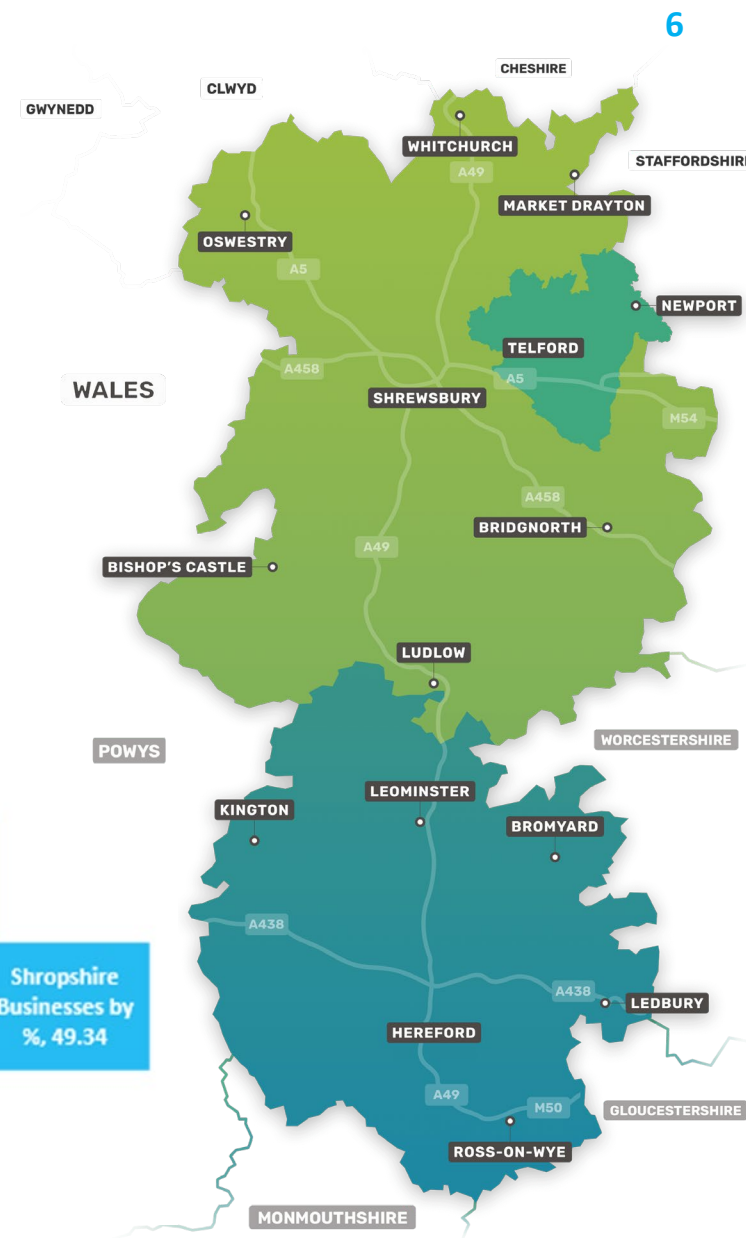 6
CHESHIRE
CLWYD
GWYNEDD
WHITCHURCH
STAFFORDSHIRE
A49
MARKET DRAYTON
OSWESTRY
A5
NEWPORT
TELFORD
A458
A5
WALES
SHREWSBURY
M54
A458
BRIDGNORTH
A49
BISHOP'S CASTLE
LUDLOW
WORCESTERSHIRE
POWYS
LEOMINSTER
KINGTON
BROMYARD
A438
Shropshire
Businesses by
%, 49.34
A438
LEDBURY
HEREFORD
A49
M50
GLOUCESTERSHIRE
ROSS-ON-WYE
MONMOUTHSHIRE